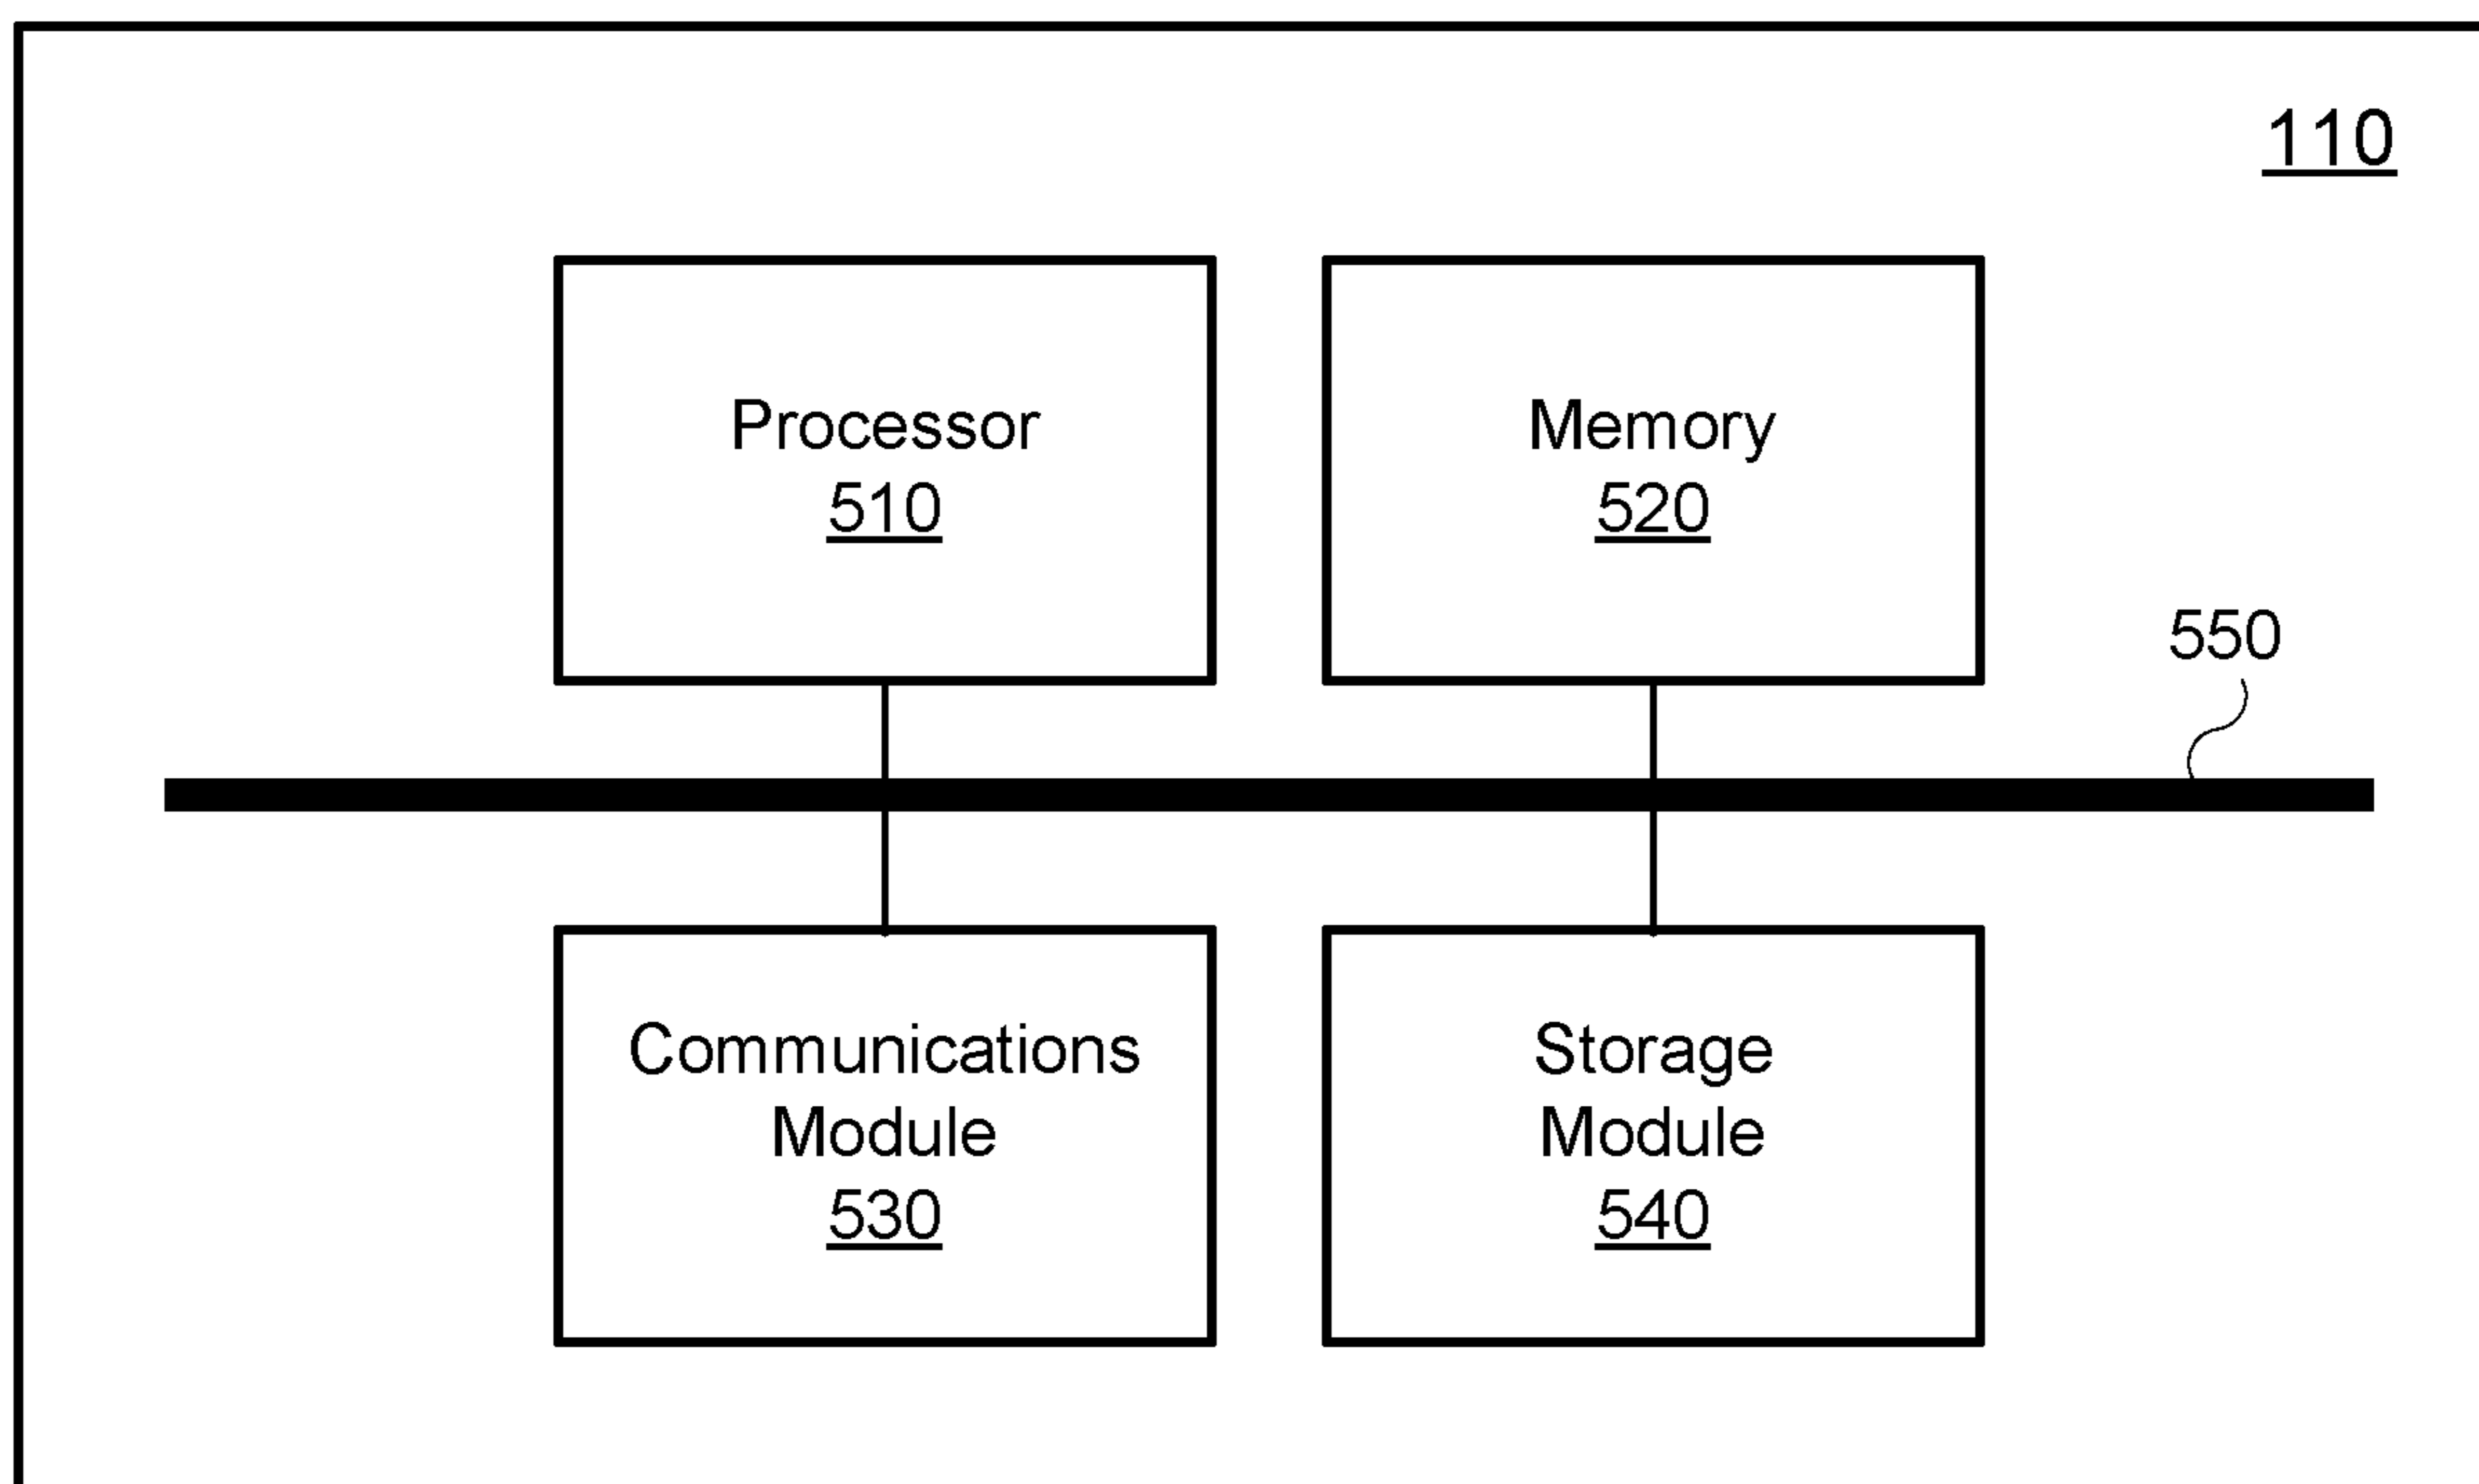 110
Processor
510
Memory
520
550
Communications
Module
530
Storage
Module
540